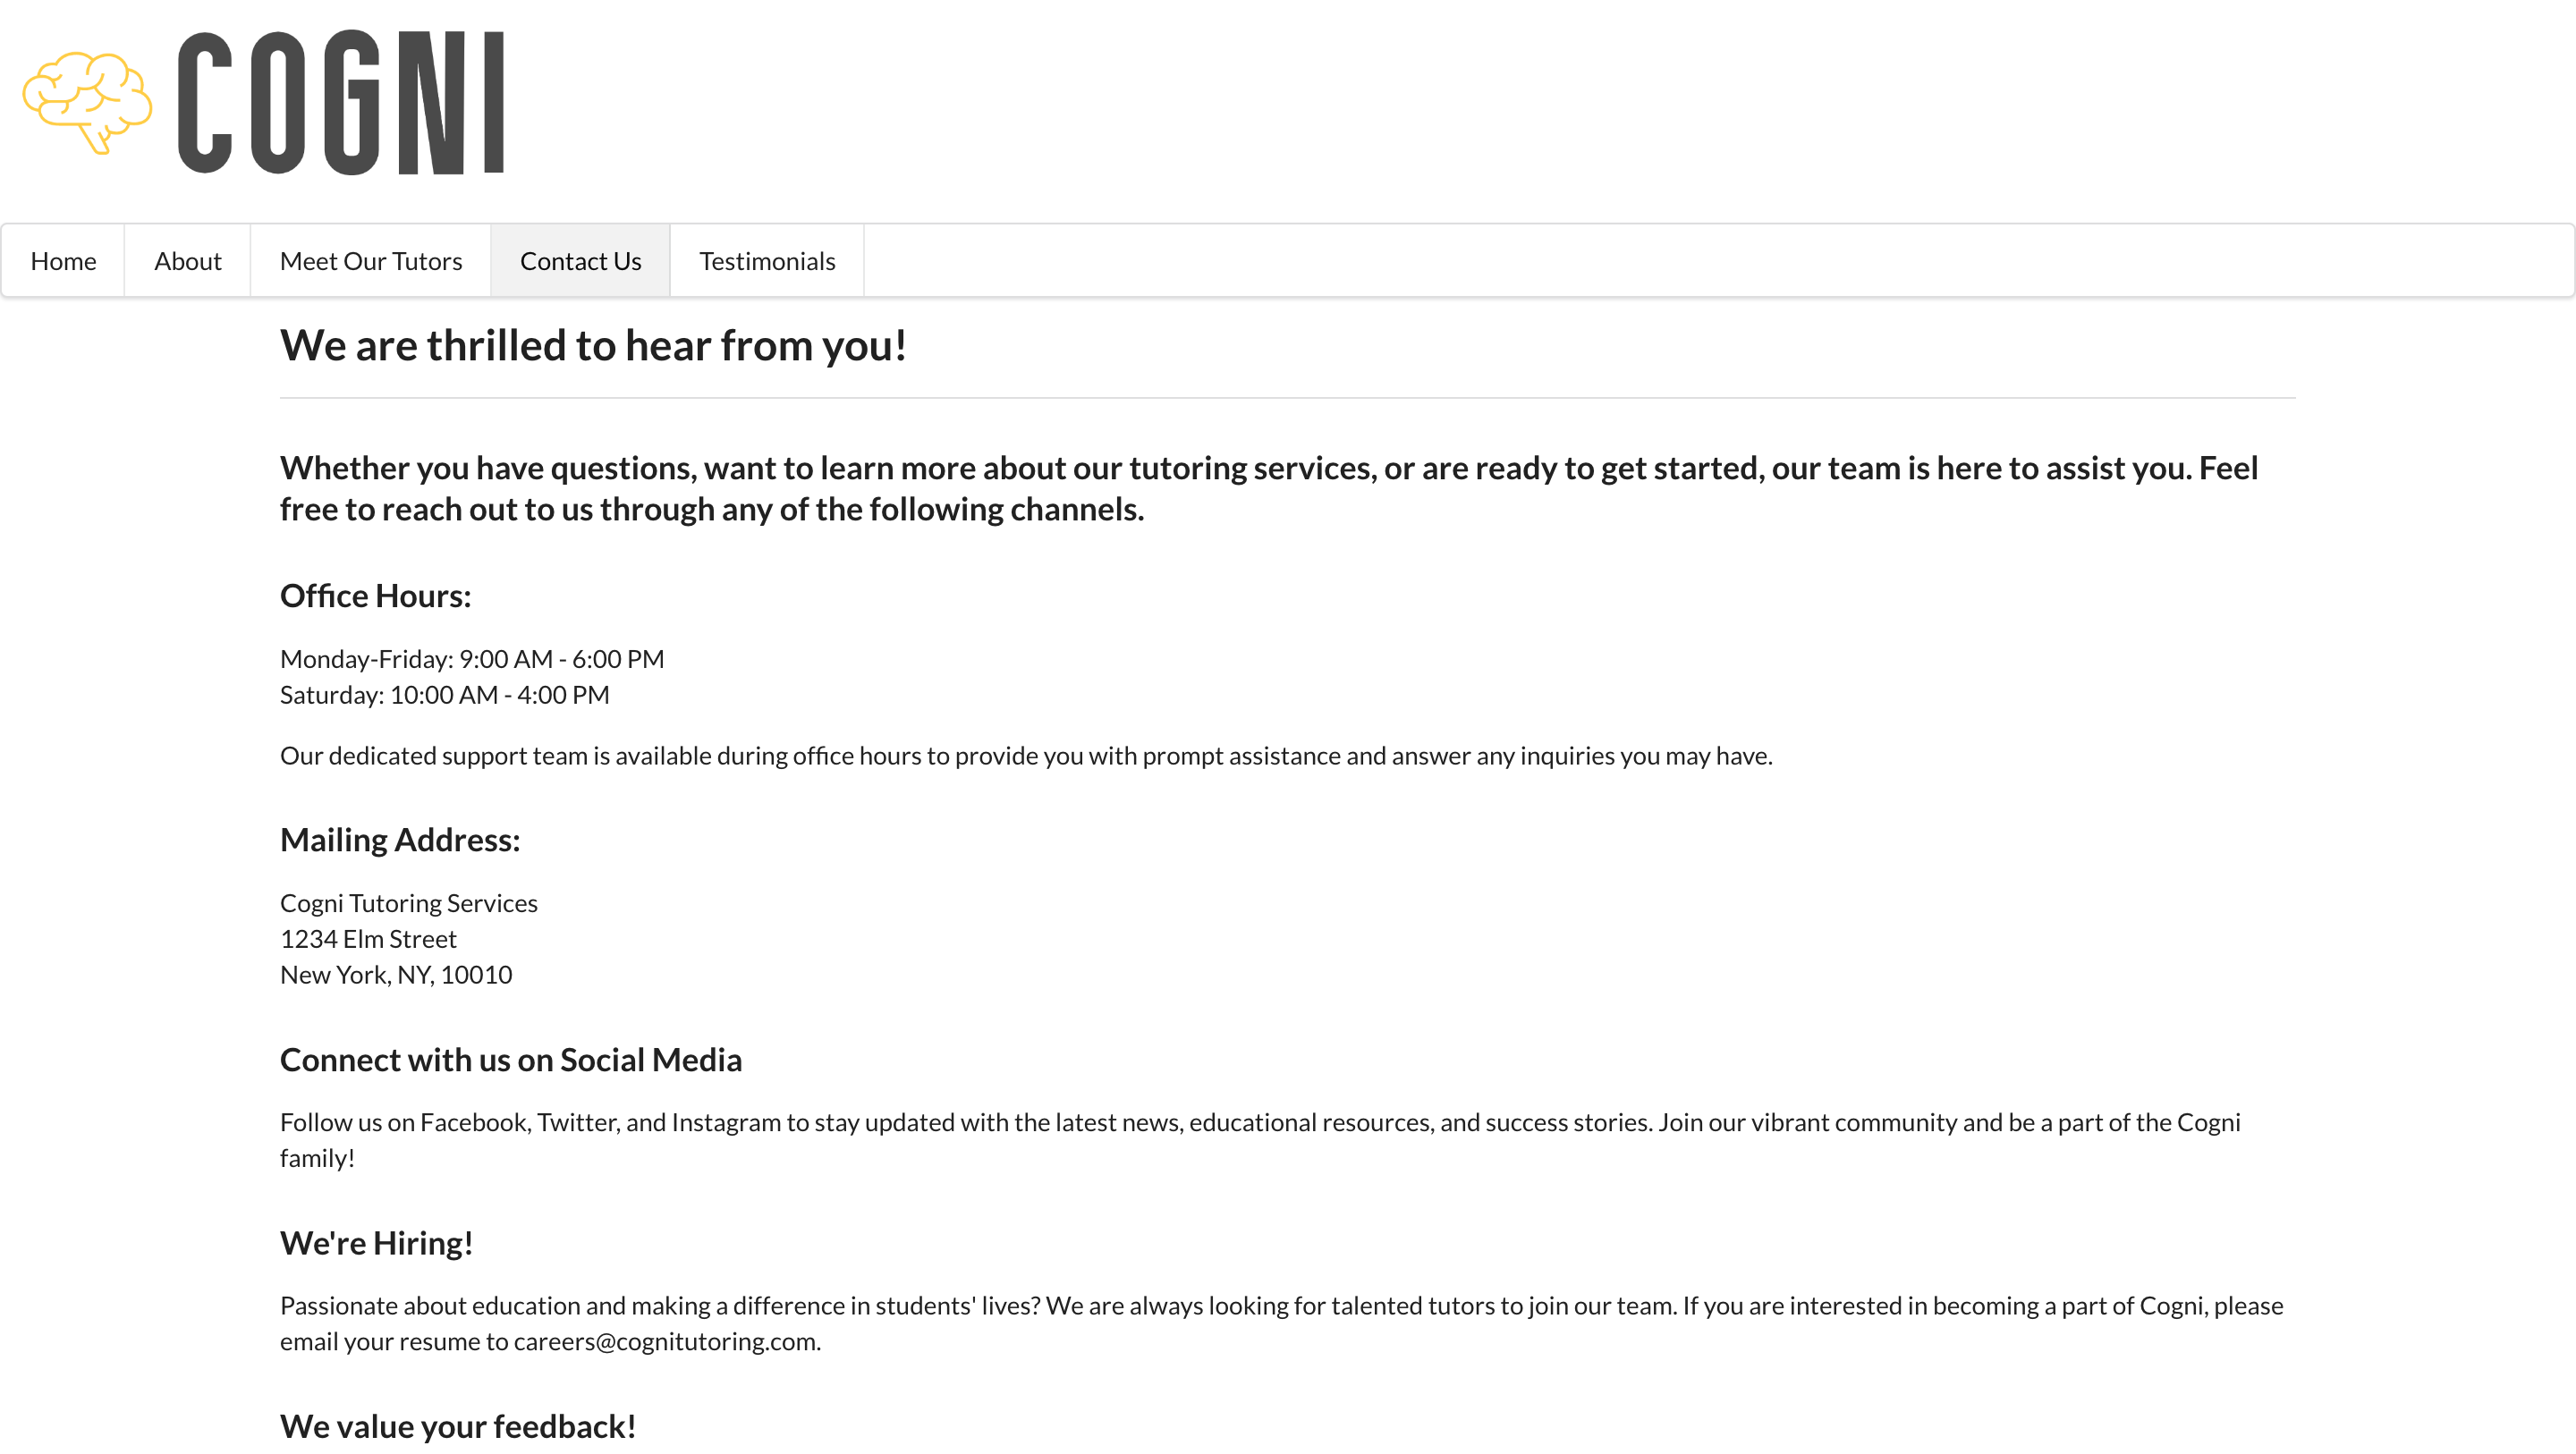 COGNI
Home About Meet Our Tutors Contact Us Testimonials
We are thrilled to hear from you!
Whether you have questions, want to learn more about our tutoring services, or are ready to get started, our team is here to assist you. Feel
free to reach out to us through any of the following channels.
Office Hours:
Monday-Friday: 9:00 AM - 6:00 PM
Saturday: 10:00 AM - 4:00 PM
Our dedicated support team is available during office hours to provide you with prompt assistance and answer any inquiries you may have.
Mailing Address:
Cogni Tutoring Services
1234 Elm Street
New York, NY, 10010
Connect with us on Social Media
Follow us on Facebook, Twitter, and Instagram to stay updated with the latest news, educational resources, and success stories. Join our vibrant community and be a part of the Cogni
family!
We're Hiring!
Passionate about education and making a difference in students' lives? We are always looking for talented tutors to join our team. If you are interested in becoming a part of Cogni, please
email your resume to careers@cognitutoring.com.
We value your feedback!